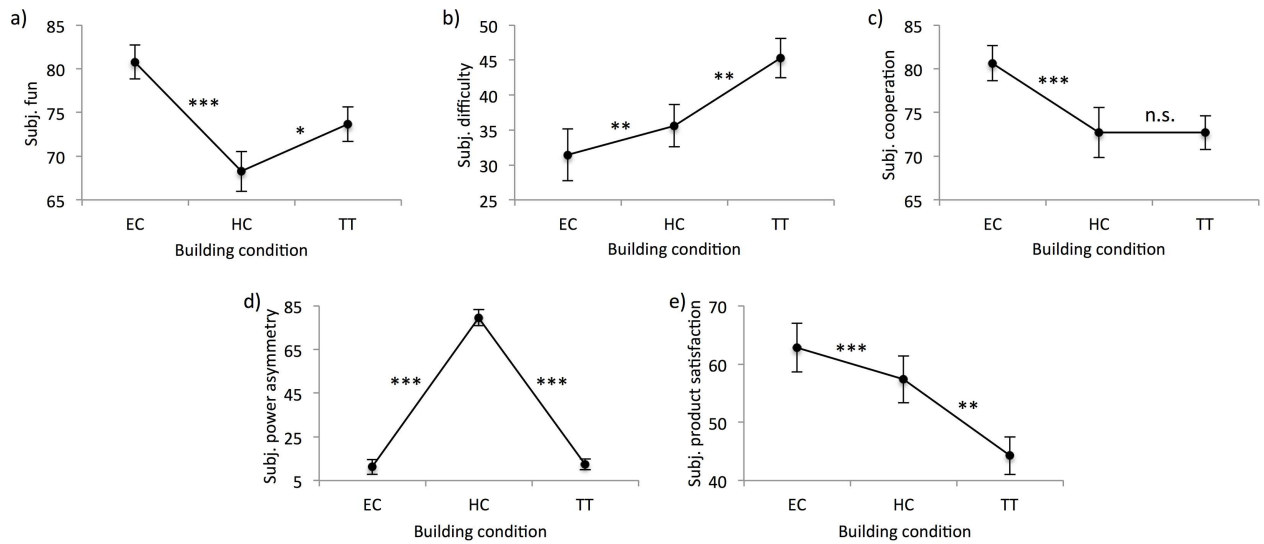 a)
Subj. fun
85
80
75
70
65
***
*
EC HC TT
Building condition
b)
Subj. difficulty
50
45
40
35
30
25
**
**
EC HC TT
Building condition
c)
Subj. cooperation
85
80
75
70
65
***
n.s.
EC HC TT
Building condition
d)
Subj. power asymmetry
85
65
45
25
5
***
***
EC HC TT
Building condition
e)
Subj. product satisfaction
70
60
50
40
***
**
EC HC TT
Building condition